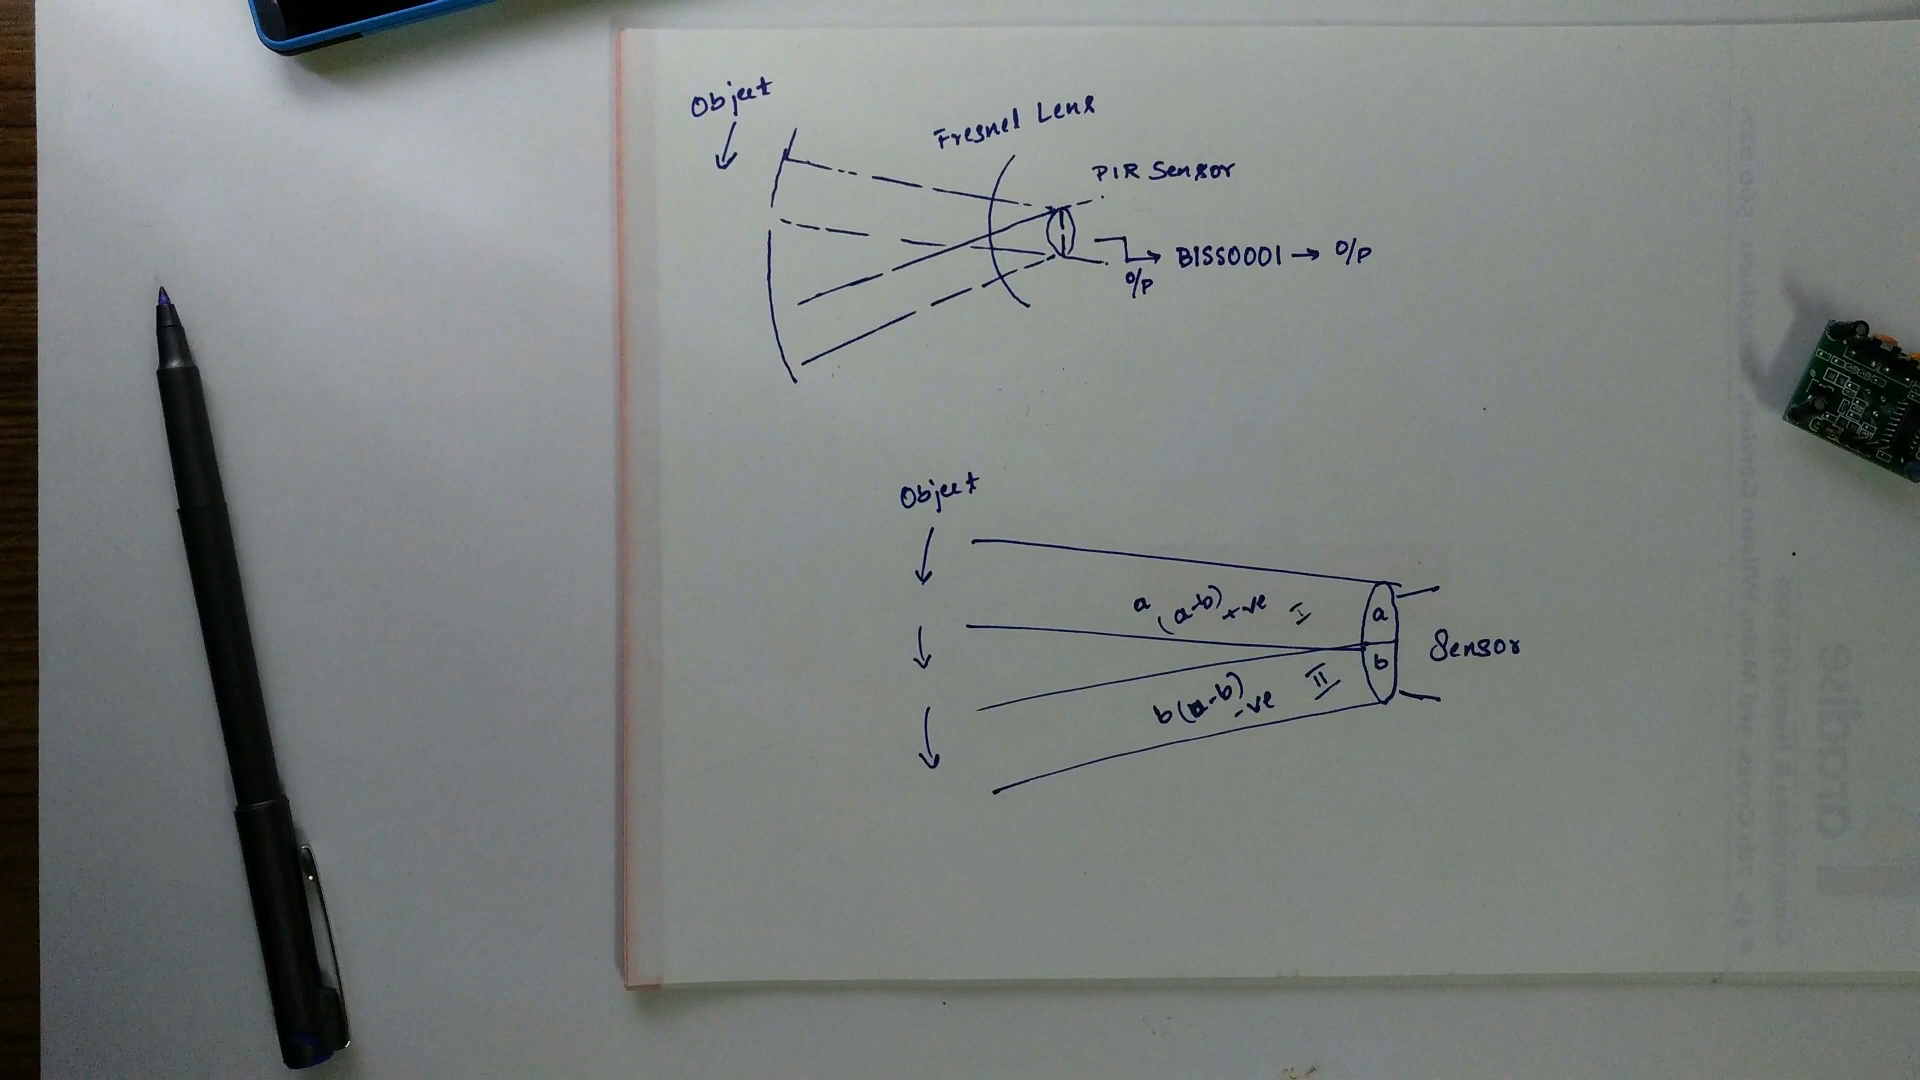 Object
Fresnel Lens
PIR Sensor
O/P → BISS0001 → O/P
Object
a (a-b) +ve I
a
Sensor
b
b(a-b) -ve II